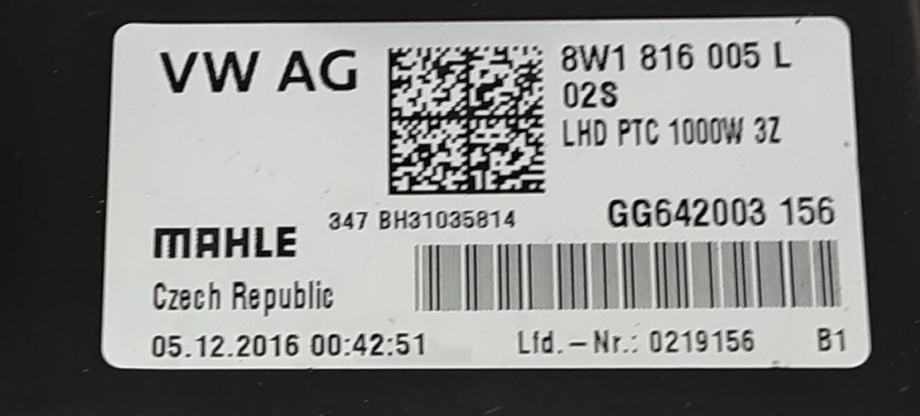 VW AG
8W1 816 005 L
02S
LHD PTC 1000W 3Z
347 BH31035814
GG642003 156
MAHLE
Czech Republic
05.12.2016 00:42:51
Lfd.-Nr.: 0219156
B1